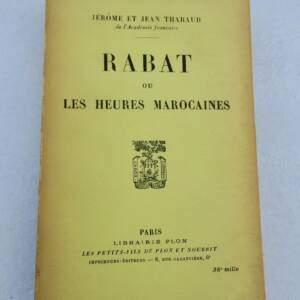 JÉRÔME ET JEAN THARAUD
de l'Académie française
RABAT
OU
LES HEURES MAROCAINES
PARIS
LIBRAIRIE PLON
LES PETITS-FILS DE PLON ET NOURRIT
IMPRIMEURS-ÉDITEURS — 8, RUE GARANCIÈRE, 6e
36e mille